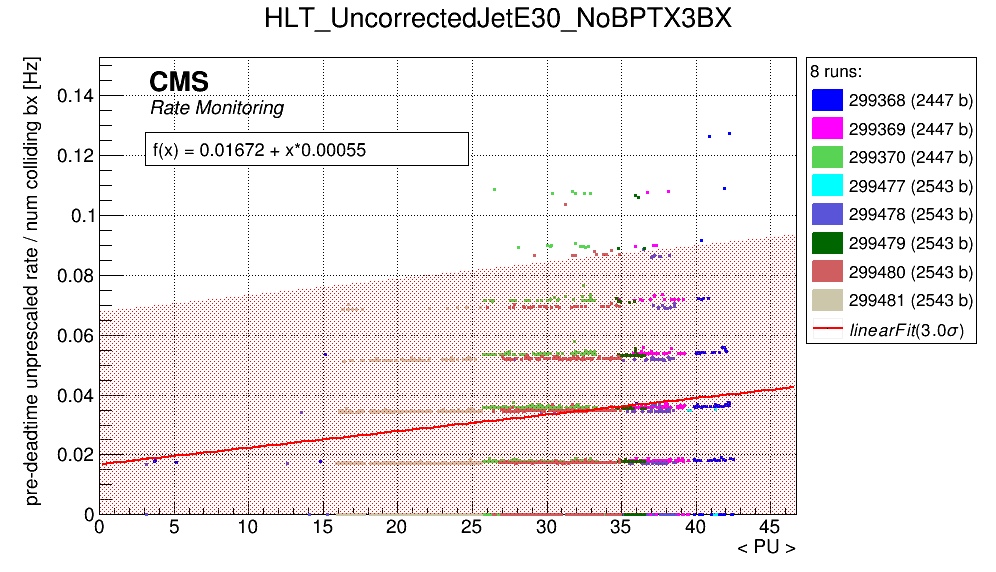 HLT_UncorrectedJetE30_NoBPTX3BX
pre-deadtime unprescaled rate / num colliding bx [Hz]
CMS
Rate Monitoring
f(x) = 0.01672 + x*0.00055
0.14
0.12
0.1
0.08
0.06
0.04
0.02
0
0 5 10 15 20 25 30 35 40 45
< PU >
8 runs:
299368 (2447 b)
299369 (2447 b)
299370 (2447 b)
299477 (2543 b)
299478 (2543 b)
299479 (2543 b)
299480 (2543 b)
299481 (2543 b)
linearFit(3.0σ)